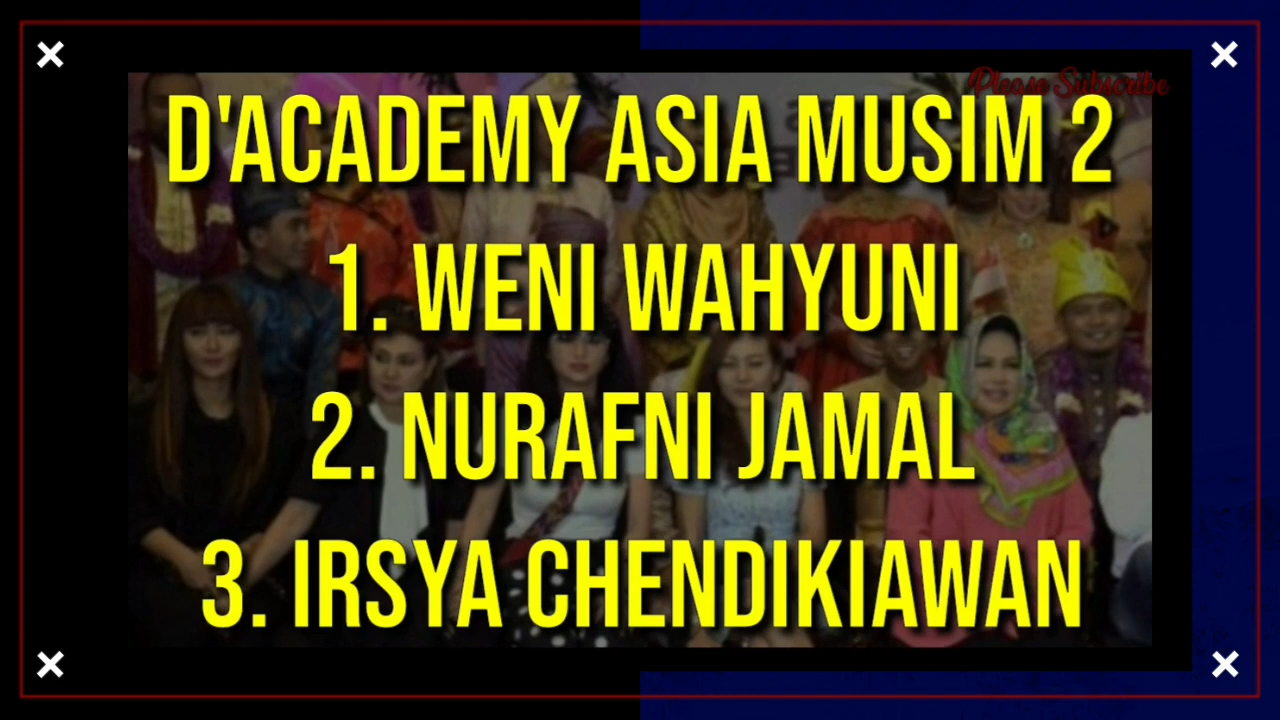 Please Subscribe
D'ACADEMY ASIA MUSIM 2
1. WENI WAHYUNI
2. NURAFNI JAMAL
3. IRSYA CHENDIKIAWAN